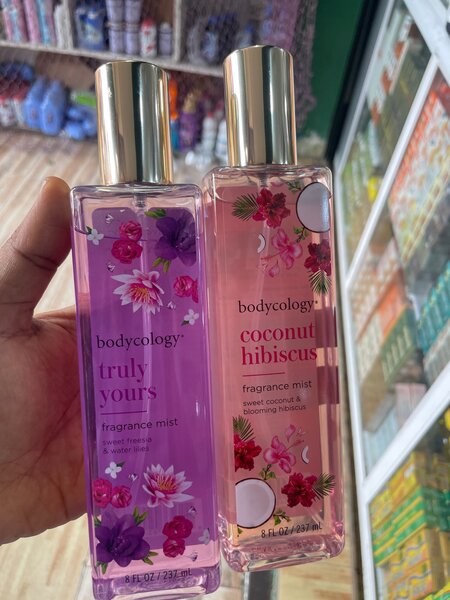 bodycology®
truly
yours
fragrance mist
sweet freesia
& water lilies
8 FL OZ / 237 mL
bodycology®
coconut
hibiscus
fragrance mist
sweet coconut &
blooming hibiscus
8 FL OZ / 237 mL